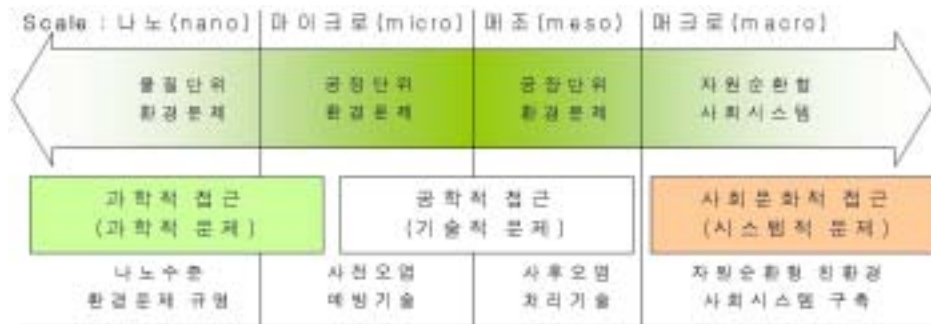 Scale : 나노(nano) 마이크로(micro) 메조(meso) 매크로(macro)
물질단위 공정단위 공장단위 자원순환형
환경문제 환경문제 환경문제 사회시스템
과학적 접근 공학적 접근 사회문화적 접근
(과학적 문제) (기술적 문제) (시스템적 문제)
나노수준 사전오염 사후오염 자원순환형 친환경
환경문제 규명 예방기술 처리기술 사회시스템 구축